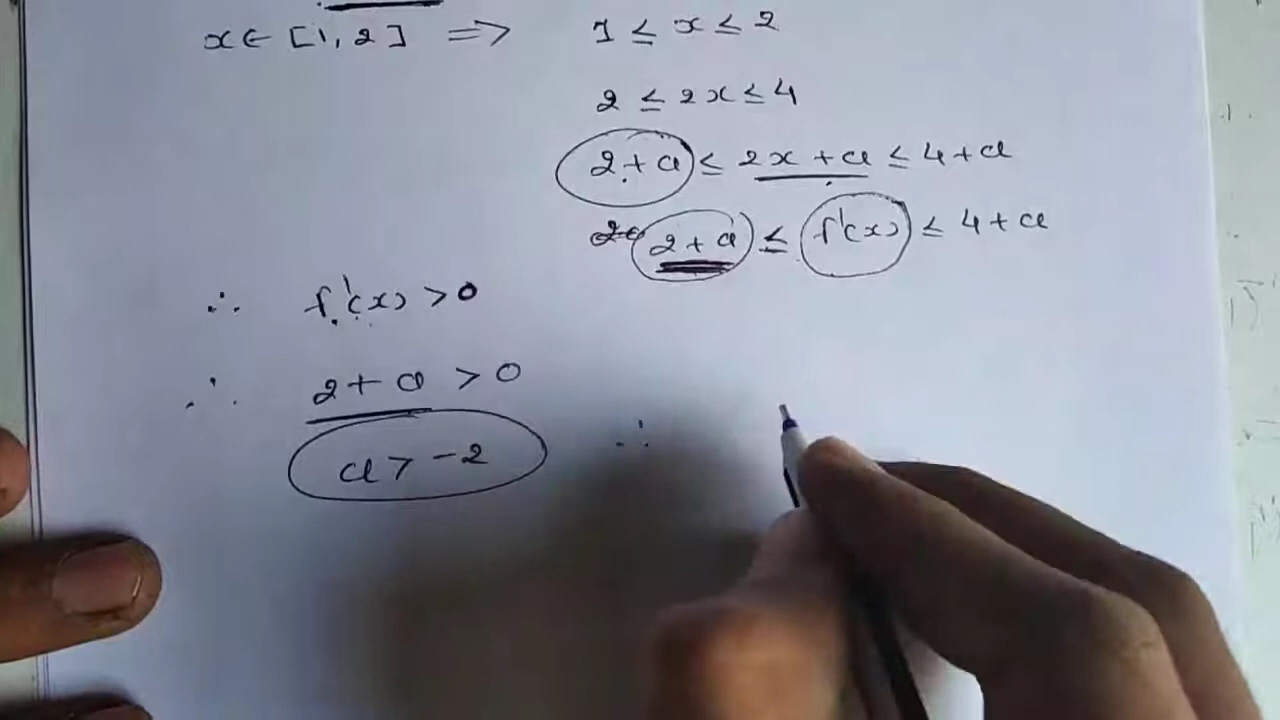 x ∈ [1, 2] ⟹ 1 ≤ x ≤ 2
2 ≤ 2x ≤ 4
2 + a ≤ 2x + a ≤ 4 + a
2 + a ≤ f'(x) ≤ 4 + a
∴ f'(x) > 0
∴ 2 + a > 0
a > -2 ∴